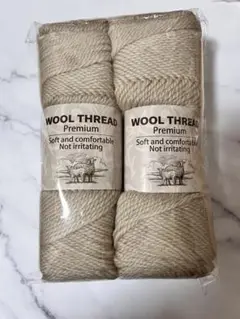 WOOL THREAD
Premium
Soft and comfortable
Not irritating
WOOL THREAD
Premium
Soft and comfortable
Not irritating